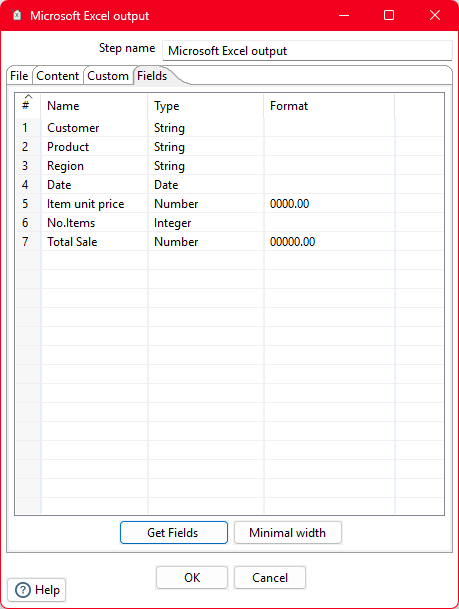 Microsoft Excel output
Step name Microsoft Excel output
File Content Custom Fields
# Name Type Format
1 Customer String
2 Product String
3 Region String
4 Date Date
5 Item unit price Number 0000.00
6 No.Items Integer
7 Total Sale Number 00000.00
Get Fields Minimal width
OK Cancel
? Help